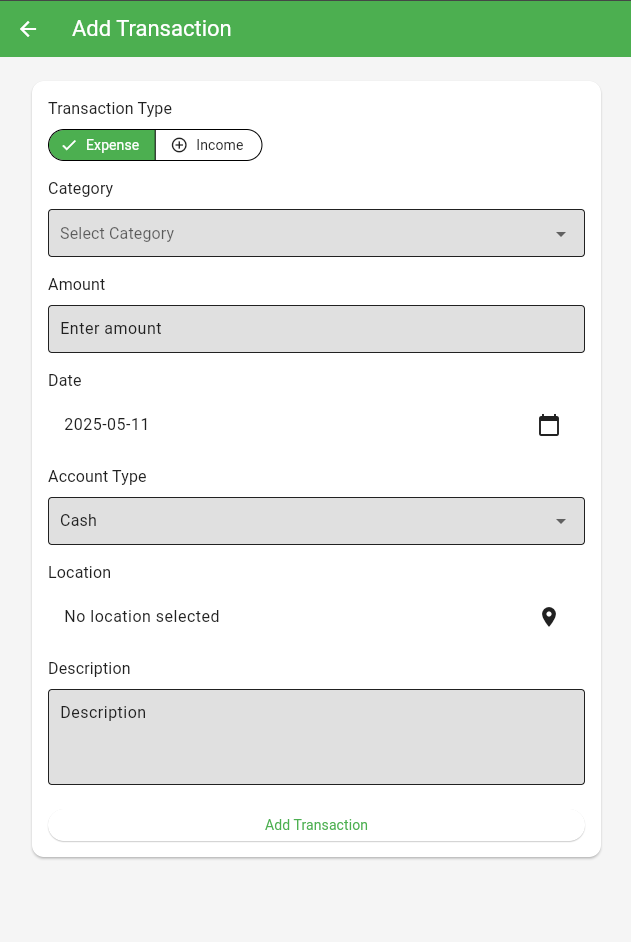 Add Transaction
Transaction Type
Expense Income
Category
Select Category
Amount
Enter amount
Date
2025-05-11
Account Type
Cash
Location
No location selected
Description
Description
Add Transaction